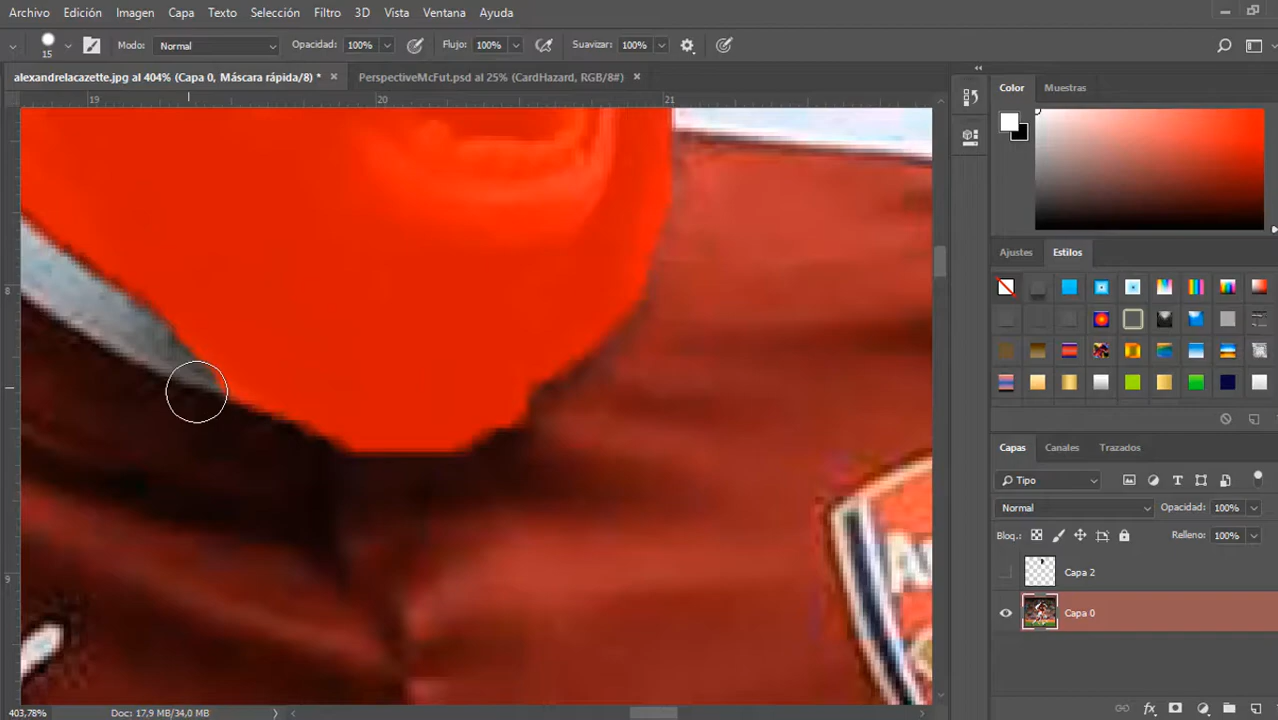 Archivo Edición Imagen Capa Texto Selección Filtro 3D Vista Ventana Ayuda
15 Modo: Normal Opacidad: 100% Flujo: 100% Suavizar: 100%
alexandrelacazette.jpg al 404% (Capa 0, Máscara rápida/8) * × PerspectiveMcFut.psd al 25% (CardHazard, RGB/8#) ×
19 20 21
8
9
Color Muestras
Ajustes Estilos
Capas Canales Trazados
Tipo
Normal Opacidad: 100%
Bloq.: Relleno: 100%
Capa 2
Capa 0
403,78% Doc: 17,9 MB/34,0 MB